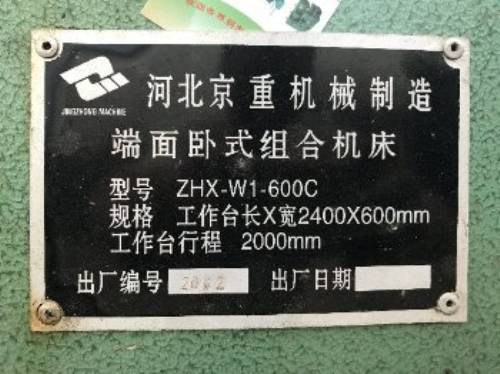 河北京重机械制造
JINGZHONG MACHINE
端面卧式组合机床
型号 ZHX-W1-600C
规格 工作台长X宽2400X600mm
工作台行程 2000mm
出厂编号 2002 出厂日期